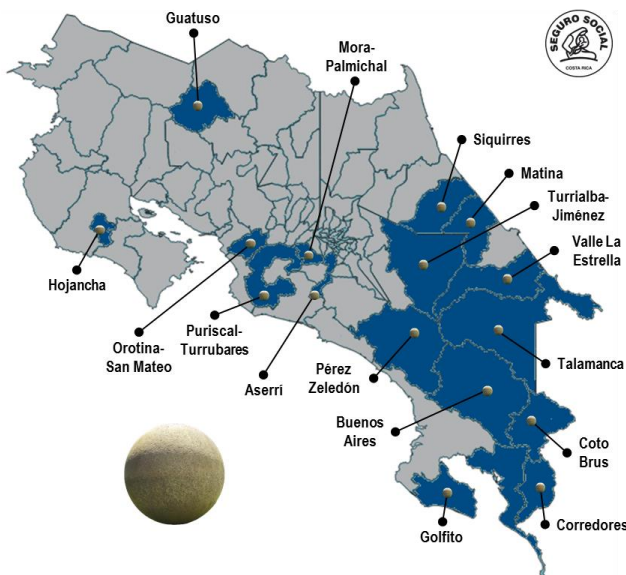 Guatuso
Mora-
Palmichal
SEGURO SOCIAL
COSTA RICA
Siquirres
Matina
Turrialba-
Jiménez
Valle La
Estrella
Hojancha
Orotina-
San Mateo
Puriscal-
Turrubares
Aserrí
Pérez
Zeledón
Buenos
Aires
Talamanca
Coto
Brus
Golfito
Corredores